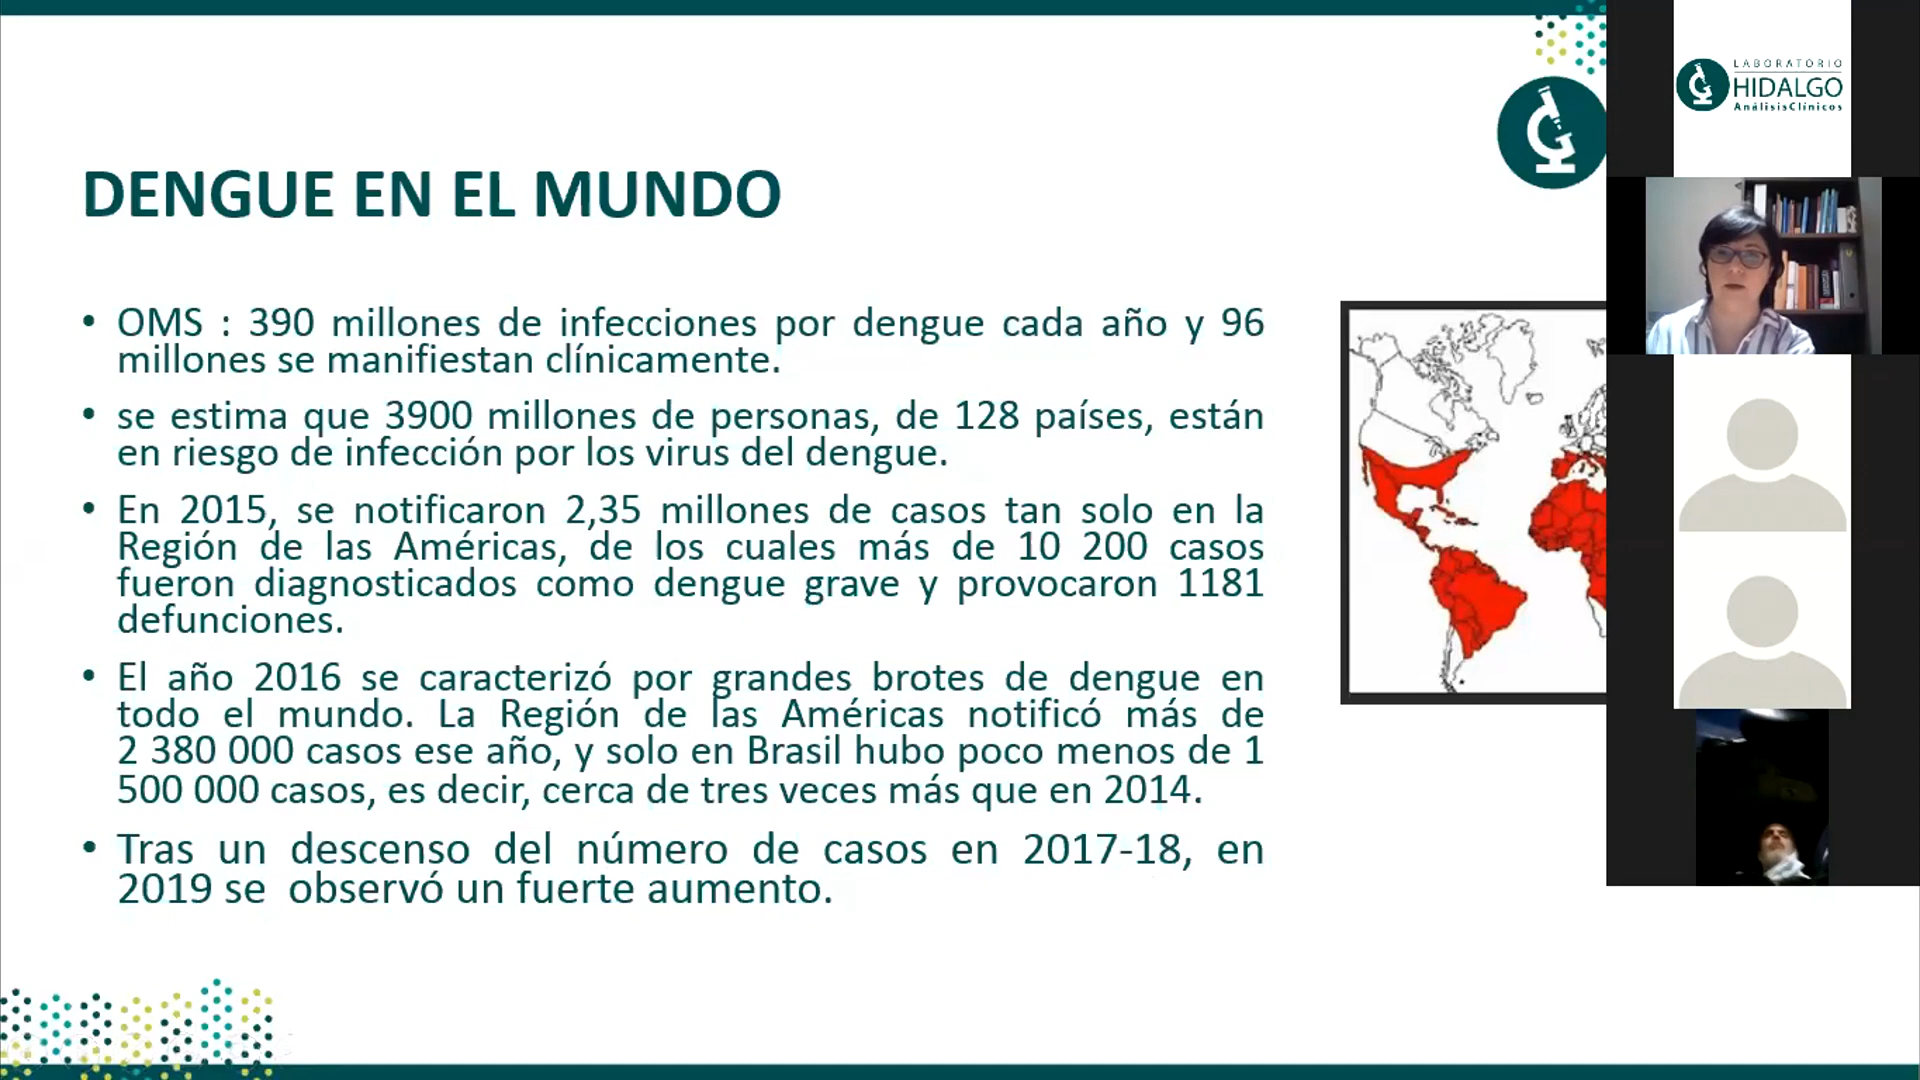 LABORATORIO
HIDALGO
AnálisisClínicos
DENGUE EN EL MUNDO
• OMS : 390 millones de infecciones por dengue cada año y 96
millones se manifiestan clínicamente.
• se estima que 3900 millones de personas, de 128 países, están
en riesgo de infección por los virus del dengue.
• En 2015, se notificaron 2,35 millones de casos tan solo en la
Región de las Américas, de los cuales más de 10 200 casos
fueron diagnosticados como dengue grave y provocaron 1181
defunciones.
• El año 2016 se caracterizó por grandes brotes de dengue en
todo el mundo. La Región de las Américas notificó más de
2 380 000 casos ese año, y solo en Brasil hubo poco menos de 1
500 000 casos, es decir, cerca de tres veces más que en 2014.
• Tras un descenso del número de casos en 2017-18, en
2019 se observó un fuerte aumento.